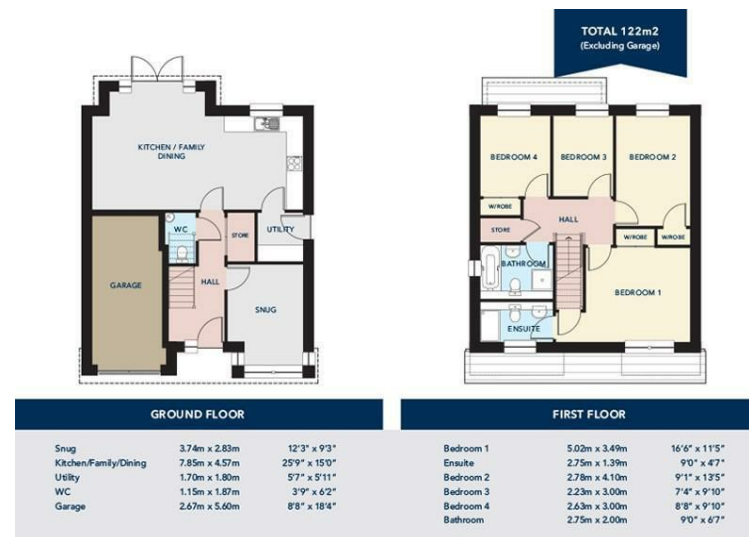 TOTAL 122m2
(Excluding Garage)
KITCHEN / FAMILY
DINING
WC
STORE
UTILITY
GARAGE
HALL
SNUG
BEDROOM 4
BEDROOM 3
BEDROOM 2
W/ROBE
STORE
HALL
W/ROBE
W/ROBE
BATHROOM
BEDROOM 1
ENSUITE
GROUND FLOOR
Snug 3.74m x 2.83m 12'3" x 9'3"
Kitchen/Family/Dining 7.85m x 4.57m 25'9" x 15'0"
Utility 1.70m x 1.80m 5'7" x 5'11"
WC 1.15m x 1.87m 3'9" x 6'2"
Garage 2.67m x 5.60m 8'8" x 18'4"
FIRST FLOOR
Bedroom 1 5.02m x 3.49m 16'6" x 11'5"
Ensuite 2.75m x 1.39m 9'0" x 4'7"
Bedroom 2 2.78m x 4.10m 9'1" x 13'5"
Bedroom 3 2.23m x 3.00m 7'4" x 9'10"
Bedroom 4 2.63m x 3.00m 8'8" x 9'10"
Bathroom 2.75m x 2.00m 9'0" x 6'7"